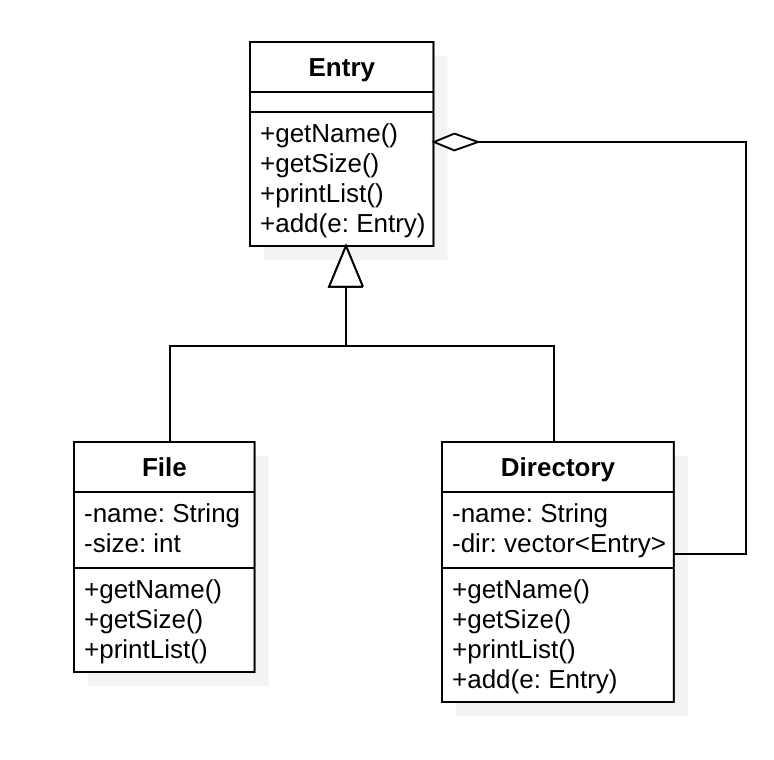 Entry
+getName()
+getSize()
+printList()
+add(e: Entry)
File
-name: String
-size: int
+getName()
+getSize()
+printList()
Directory
-name: String
-dir: vector<Entry>
+getName()
+getSize()
+printList()
+add(e: Entry)